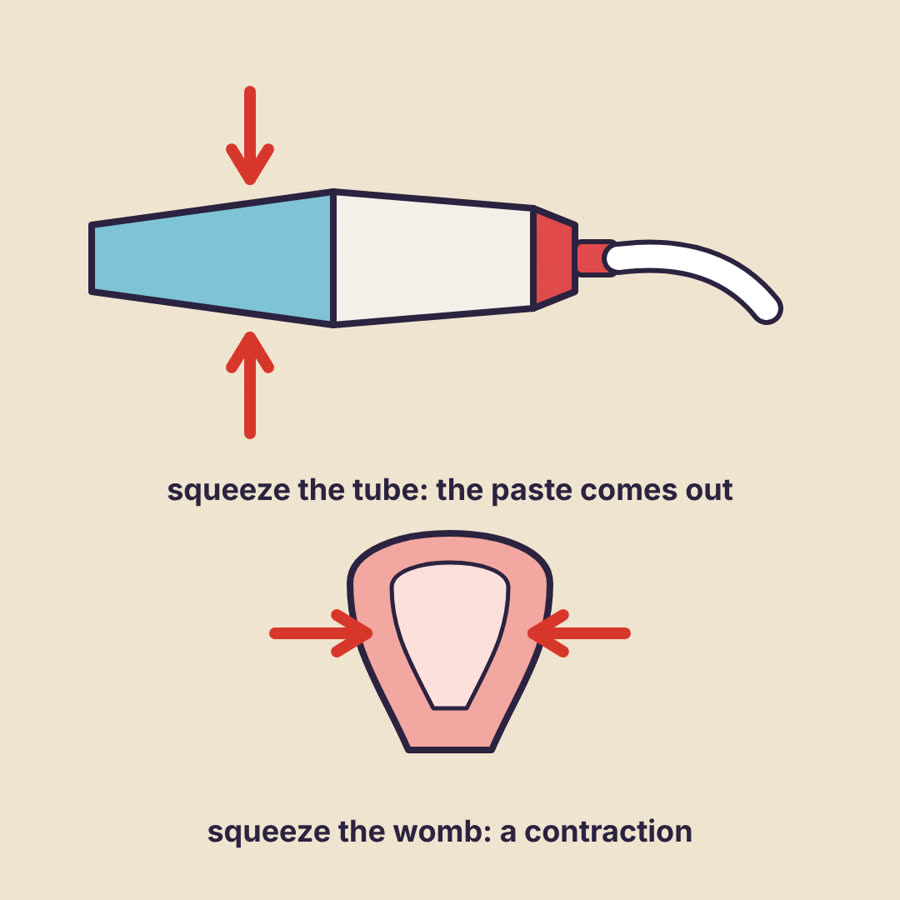 squeeze the tube: the paste comes out
squeeze the womb: a contraction